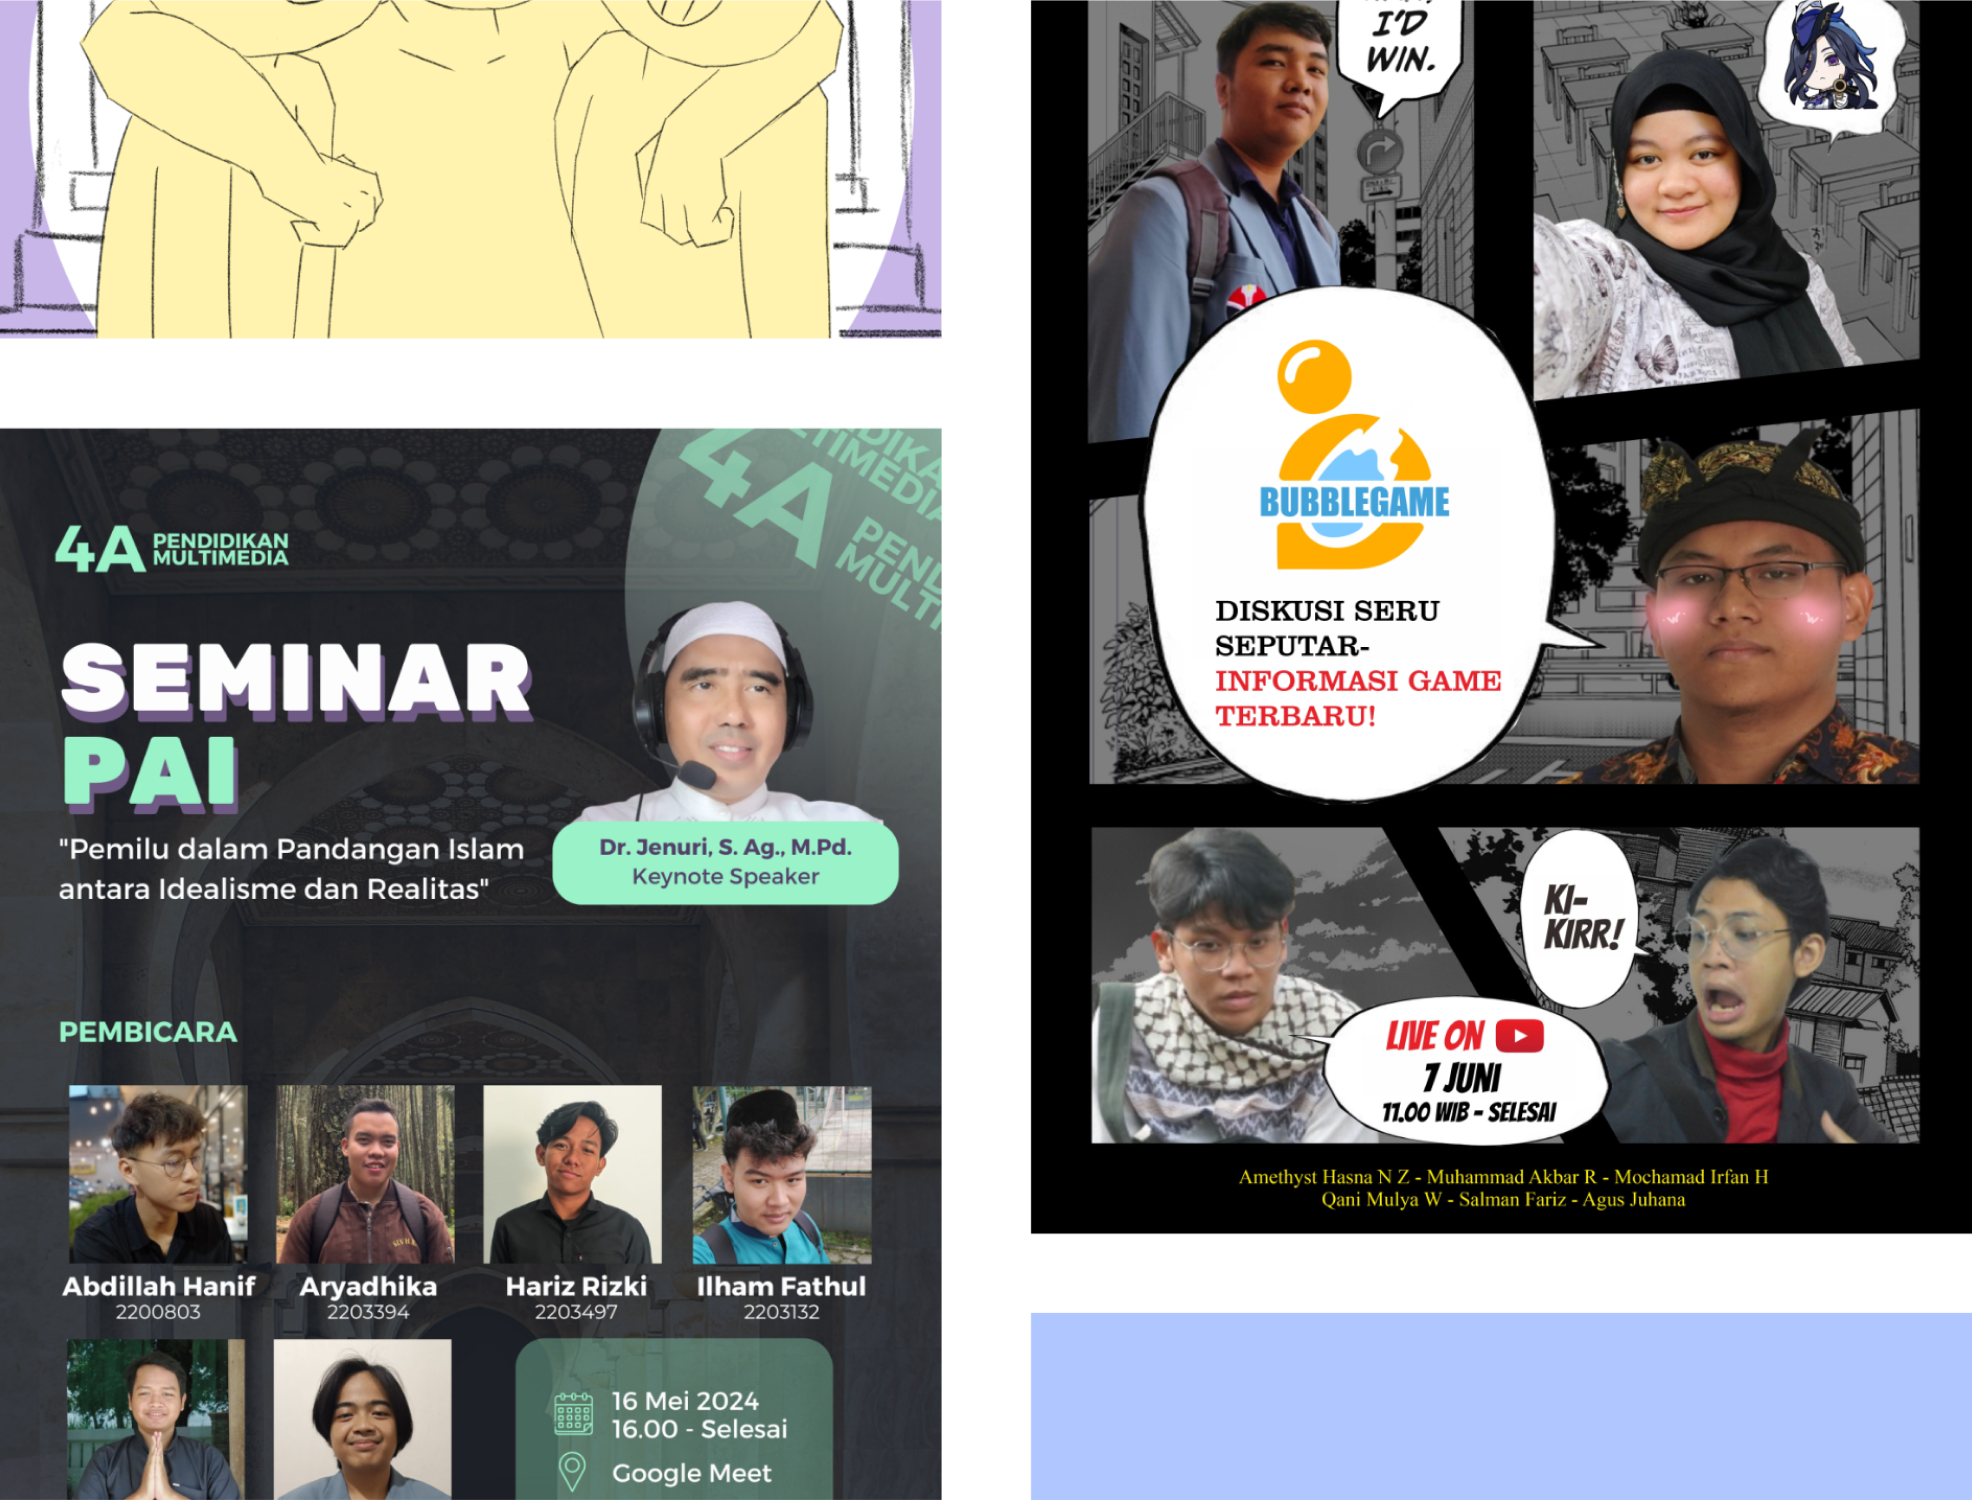 4A PENDIDIKAN
MULTIMEDIA
4A
PENDIDIKAN
MULTIMEDIA
SEMINAR
PAI
"Pemilu dalam Pandangan Islam
antara Idealisme dan Realitas"
Dr. Jenuri, S. Ag., M.Pd.
Keynote Speaker
PEMBICARA
Abdillah Hanif
2200803
Aryadhika
2203394
Hariz Rizki
2203497
Ilham Fathul
2203132
16 Mei 2024
16.00 - Selesai
Google Meet
I'D
WIN.
BUBBLEGAME
DISKUSI SERU
SEPUTAR-
INFORMASI GAME
TERBARU!
KI-
KIRR!
LIVE ON
7 JUNI
11.00 WIB - SELESAI
Amethyst Hasna N Z - Muhammad Akbar R - Mochamad Irfan H
Qani Mulya W - Salman Fariz - Agus Juhana